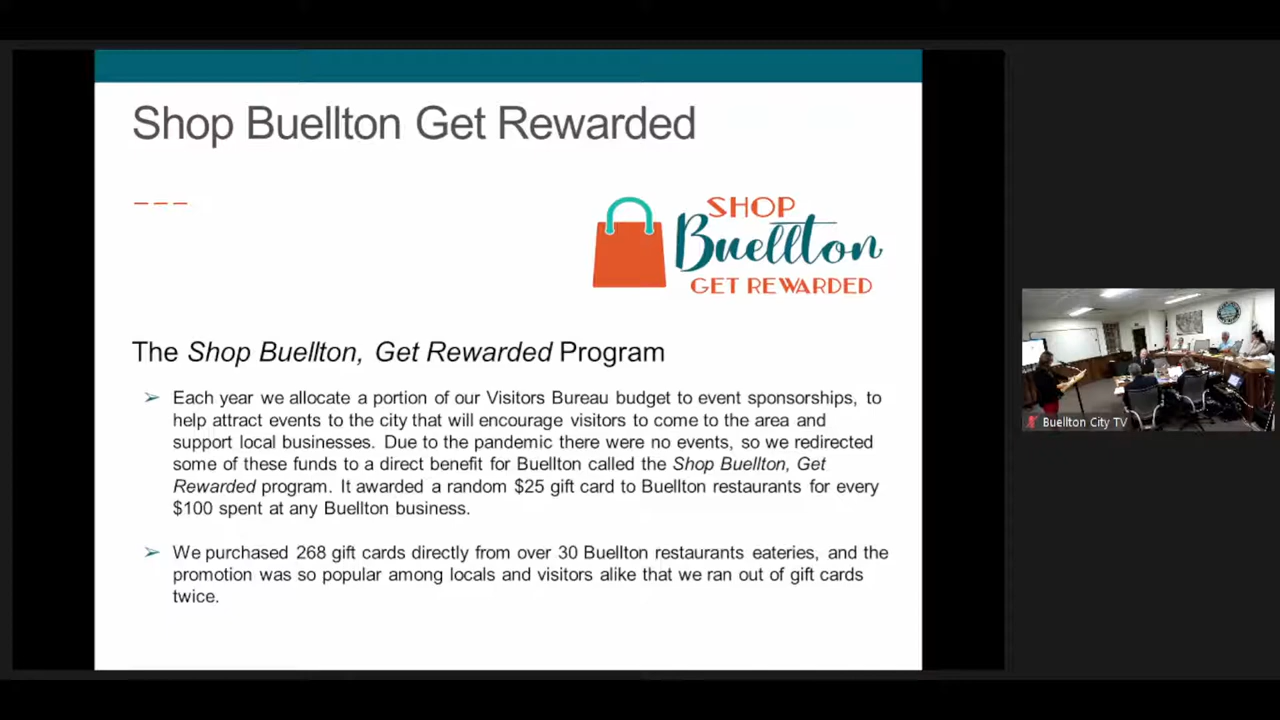 Shop Buellton Get Rewarded
SHOP
Buellton
GET REWARDED
The Shop Buellton, Get Rewarded Program
➢ Each year we allocate a portion of our Visitors Bureau budget to event sponsorships, to
help attract events to the city that will encourage visitors to come to the area and
support local businesses. Due to the pandemic there were no events, so we redirected
some of these funds to a direct benefit for Buellton called the Shop Buellton, Get
Rewarded program. It awarded a random $25 gift card to Buellton restaurants for every
$100 spent at any Buellton business.
➢ We purchased 268 gift cards directly from over 30 Buellton restaurants eateries, and the
promotion was so popular among locals and visitors alike that we ran out of gift cards
twice.
Buellton City TV